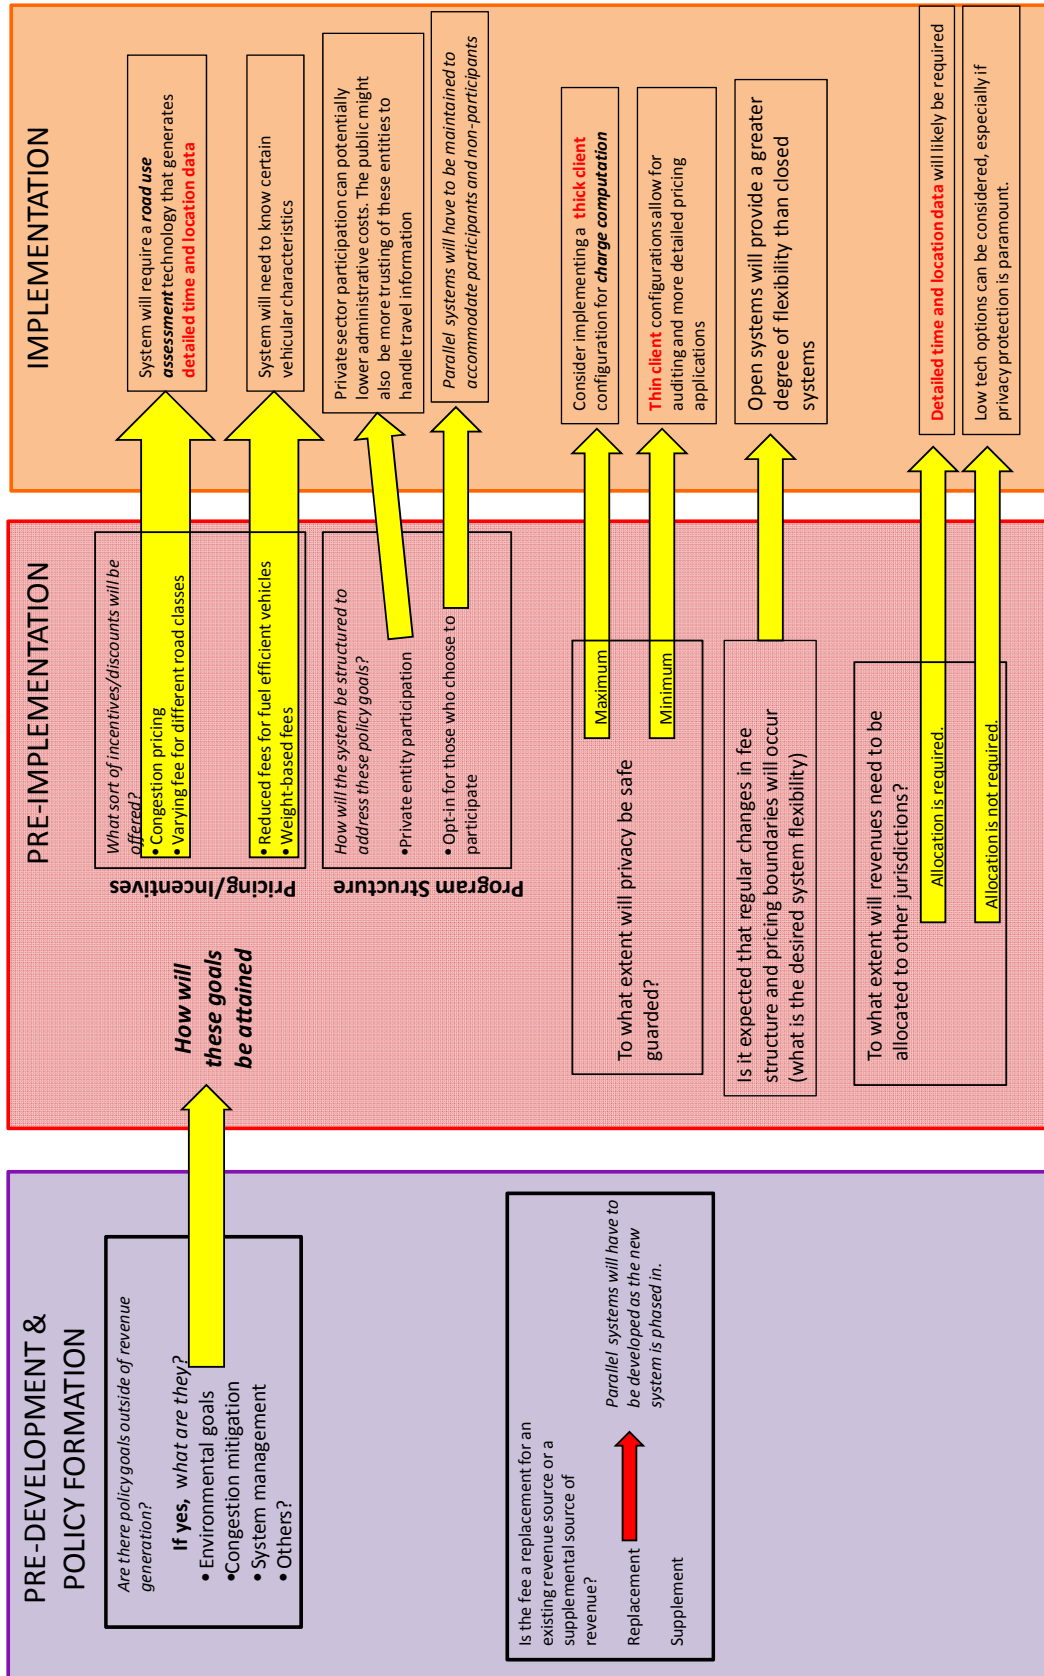 PRE-DEVELOPMENT &
POLICY FORMATION
Are there policy goals outside of revenue
generation?
If yes, what are they?
• Environmental goals
•Congestion mitigation
• System management
• Others?
Is the fee a replacement for an
existing revenue source or a
supplemental source of
revenue?
Replacement
Supplement
Parallel systems will have to
be developed as the new
system is phased in.
PRE-IMPLEMENTATION
How will
these goals
be attained
Pricing/Incentives
What sort of incentives/discounts will be
offered?
• Congestion pricing
• Varying fee for different road classes
• Reduced fees for fuel efficient vehicles
• Weight-based fees
Program Structure
How will the system be structured to
address these policy goals?
•Private entity participation
• Opt-in for those who choose to
participate
To what extent will privacy be safe
guarded?
Maximum
Minimum
Is it expected that regular changes in fee
structure and pricing boundaries will occur
(what is the desired system flexibility)
To what extent will revenues need to be
allocated to other jurisdictions?
Allocation is required.
Allocation is not required.
IMPLEMENTATION
System will require a road use
assessment technology that generates
detailed time and location data
System will need to know certain
vehicular characteristics
Private sector participation can potentially
lower administrative costs. The public might
also be more trusting of these entities to
handle travel information
Parallel systems will have to be maintained to
accommodate participants and non-participants
Consider implementing a thick client
configuration for charge computation
Thin client configurations allow for
auditing and more detailed pricing
applications
Open systems will provide a greater
degree of flexibility than closed
systems
Detailed time and location data will likely be required
Low tech options can be considered, especially if
privacy protection is paramount.